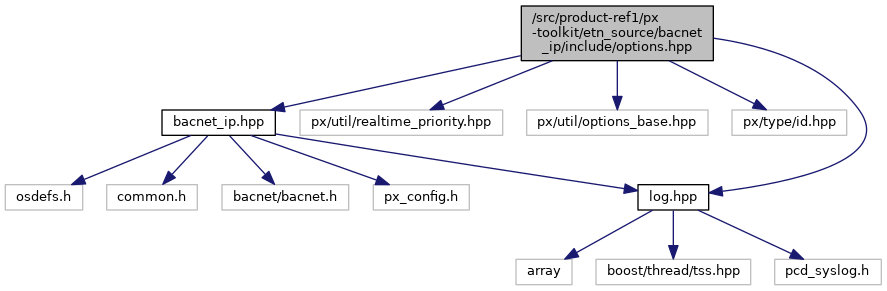 /src/product-ref1/px
-toolkit/etn_source/bacnet
_ip/include/options.hpp
bacnet_ip.hpp
px/util/realtime_priority.hpp
px/util/options_base.hpp
px/type/id.hpp
osdefs.h
common.h
bacnet/bacnet.h
px_config.h
log.hpp
array
boost/thread/tss.hpp
pcd_syslog.h